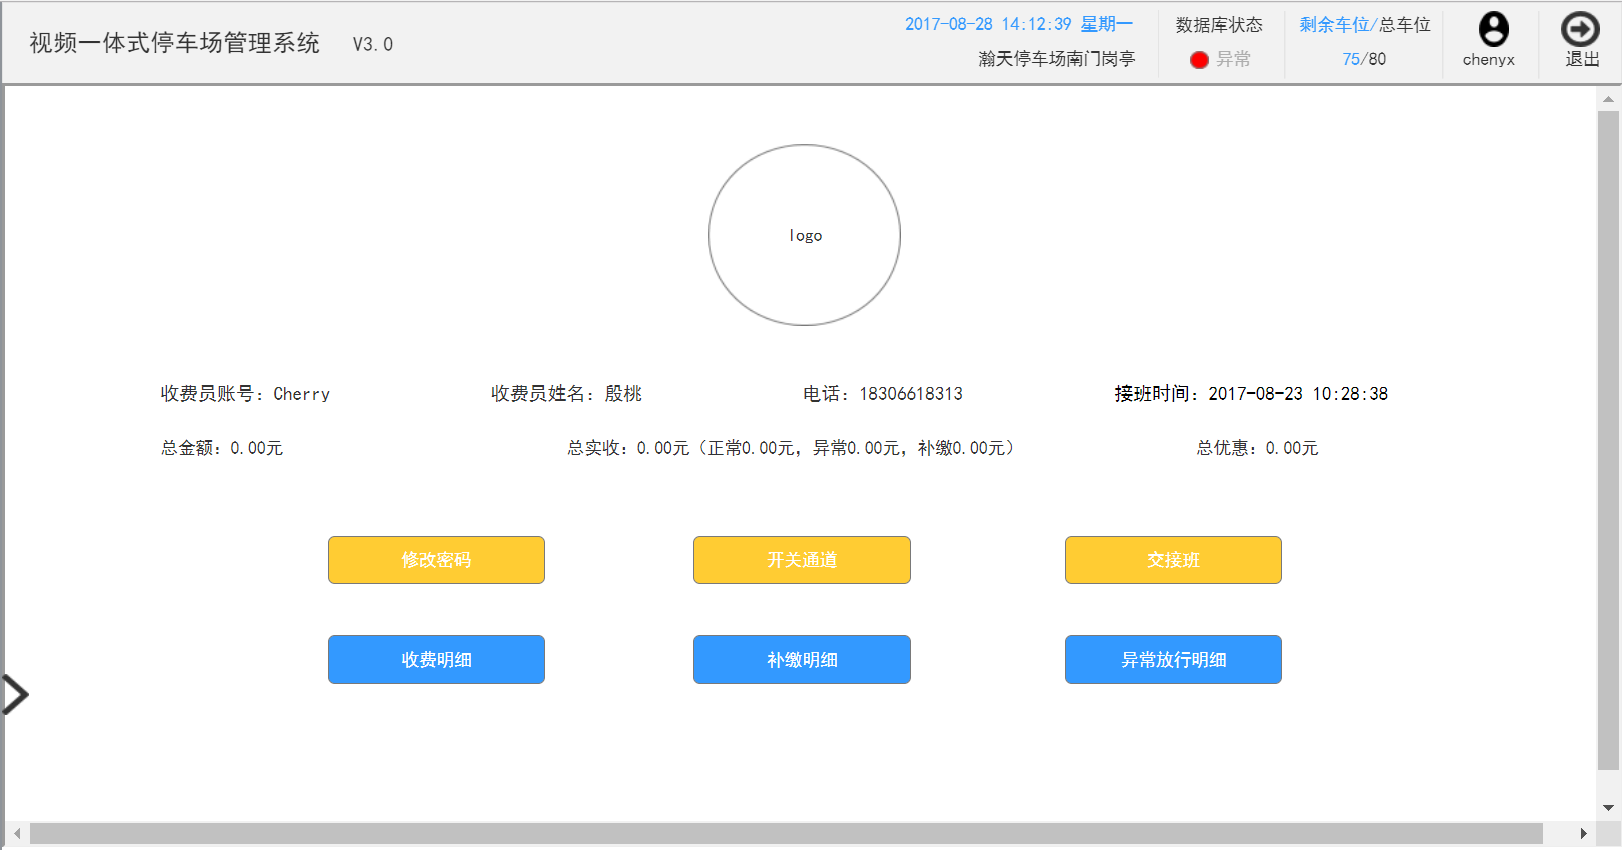 视频一体式停车场管理系统 V3.0
2017-08-28 14:12:39 星期一
瀚天停车场南门岗亭
数据库状态
异常
剩余车位/总车位
75/80
chenyx
退出
logo
收费员账号：Cherry 收费员姓名：殷桃 电话：18306618313 接班时间：2017-08-23 10:28:38
总金额：0.00元 总实收：0.00元（正常0.00元，异常0.00元，补缴0.00元） 总优惠：0.00元
修改密码 开关通道 交接班
收费明细 补缴明细 异常放行明细